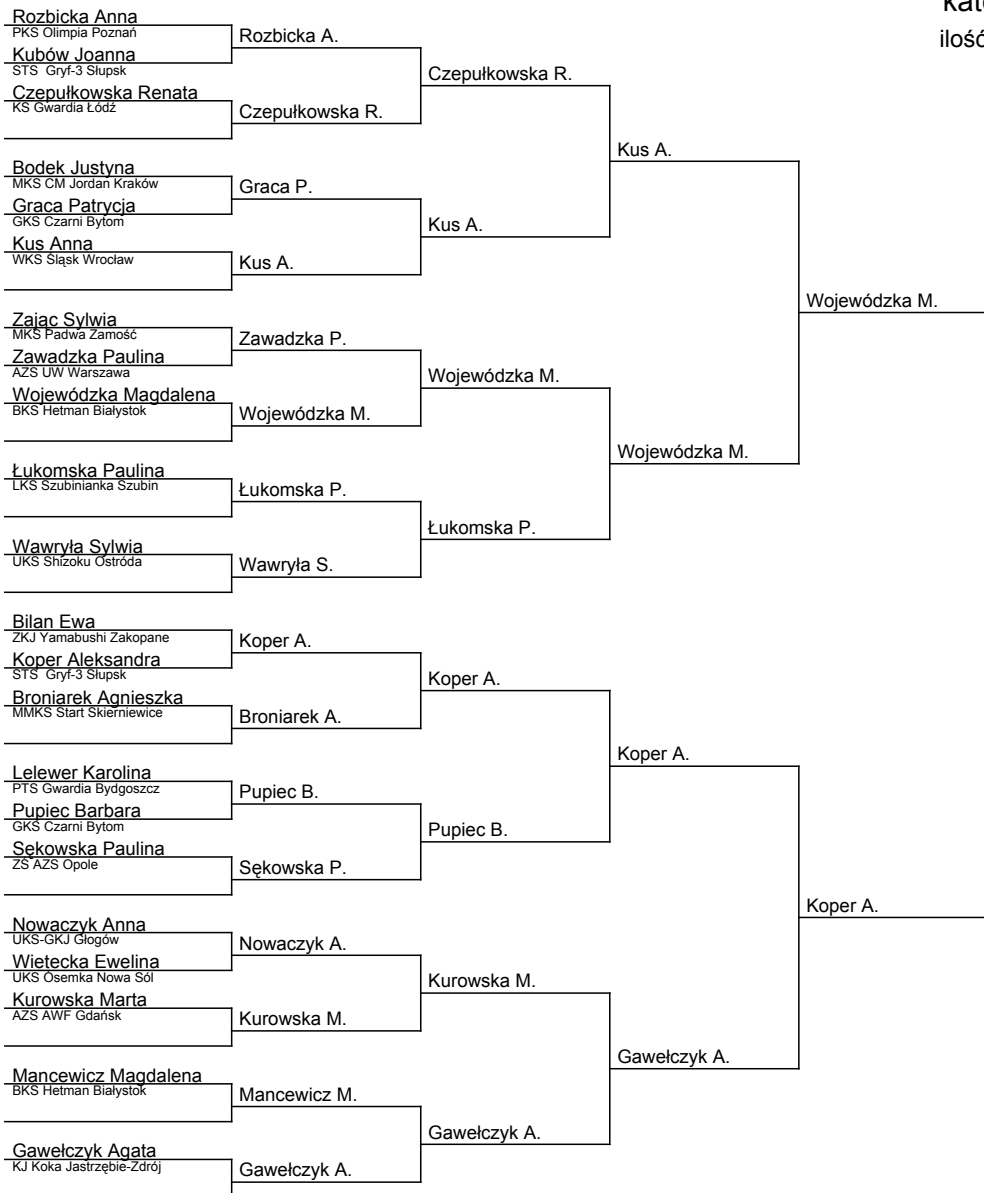 kat
ilość
Rozbicka Anna
PKS Olimpia Poznań
Kubów Joanna
STS Gryf-3 Słupsk
Czepułkowska Renata
KS Gwardia Łódź
Bodek Justyna
MKS CM Jordan Kraków
Graca Patrycja
GKS Czarni Bytom
Kus Anna
WKS Śląsk Wrocław
Zając Sylwia
MKS Padwa Zamość
Zawadzka Paulina
AZS UW Warszawa
Wojewódzka Magdalena
BKS Hetman Białystok
Łukomska Paulina
LKS Szubinianka Szubin
Wawryła Sylwia
UKS Shizoku Ostróda
Bilan Ewa
ZKJ Yamabushi Zakopane
Koper Aleksandra
STS Gryf-3 Słupsk
Broniarek Agnieszka
MMKS Start Skierniewice
Lelewer Karolina
PTS Gwardia Bydgoszcz
Pupiec Barbara
GKS Czarni Bytom
Sękowska Paulina
ZS AZS Opole
Nowaczyk Anna
UKS-GKJ Głogów
Wietecka Ewelina
UKS Ósemka Nowa Sól
Kurowska Marta
AZS AWF Gdańsk
Mancewicz Magdalena
BKS Hetman Białystok
Gawełczyk Agata
KJ Koka Jastrzębie-Zdrój
Rozbicka A.
Czepułkowska R.
Graca P.
Kus A.
Zawadzka P.
Wojewódzka M.
Łukomska P.
Wawryła S.
Koper A.
Broniarek A.
Pupiec B.
Sękowska P.
Nowaczyk A.
Kurowska M.
Mancewicz M.
Gawełczyk A.
Czepułkowska R.
Kus A.
Wojewódzka M.
Łukomska P.
Koper A.
Pupiec B.
Kurowska M.
Gawełczyk A.
Kus A.
Wojewódzka M.
Koper A.
Gawełczyk A.
Wojewódzka M.
Koper A.